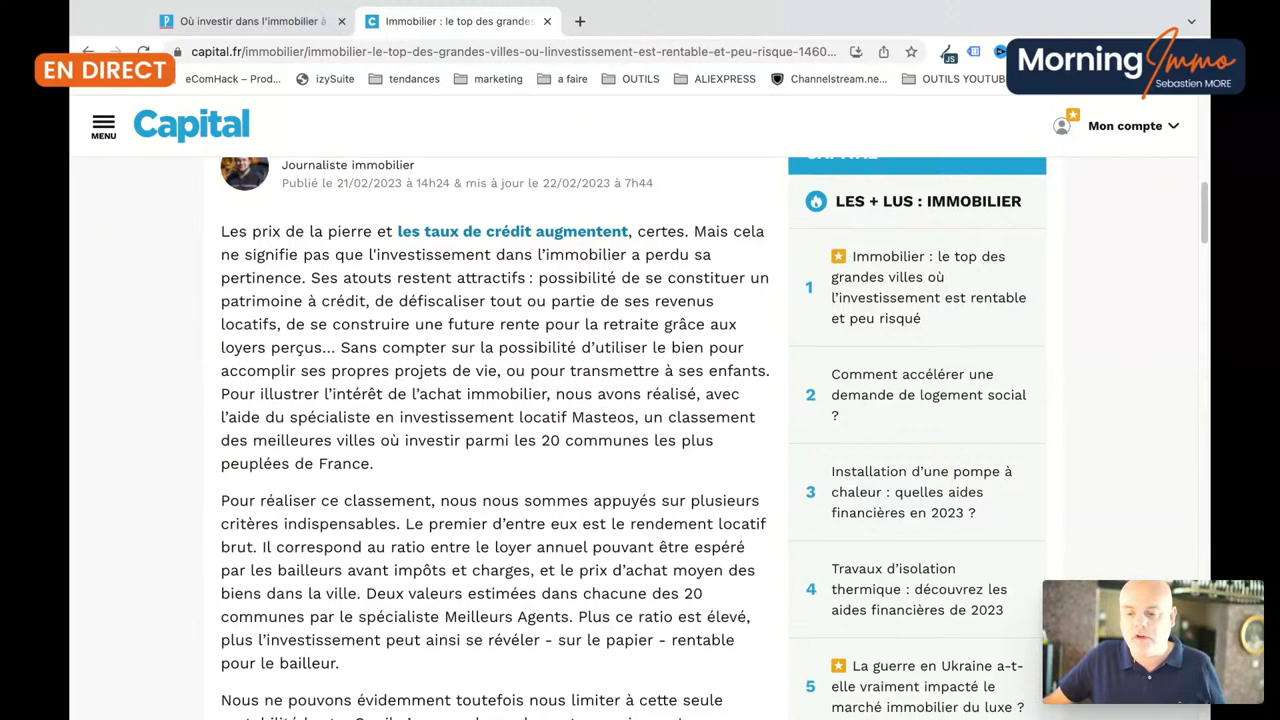 Où investir dans l'immobilier à
Immobilier : le top des grandes
EN DIRECT
capital.fr/immobilier/immobilier-le-top-des-grandes-villes-ou-linvestissement-est-rentable-et-peu-risque-1460...
JS
Morning Immo
Sebastien MORE
eComHack – Prod...
izySuite
tendances
marketing
a faire
OUTILS
ALIEXPRESS
Channelstream.ne...
OUTILS YOUTUB
MENU
Capital
Mon compte
Journaliste immobilier
Publié le 21/02/2023 à 14h24 & mis à jour le 22/02/2023 à 7h44
Les prix de la pierre et les taux de crédit augmentent, certes. Mais cela
ne signifie pas que l'investissement dans l'immobilier a perdu sa
pertinence. Ses atouts restent attractifs : possibilité de se constituer un
patrimoine à crédit, de défiscaliser tout ou partie de ses revenus
locatifs, de se construire une future rente pour la retraite grâce aux
loyers perçus… Sans compter sur la possibilité d'utiliser le bien pour
accomplir ses propres projets de vie, ou pour transmettre à ses enfants.
Pour illustrer l'intérêt de l'achat immobilier, nous avons réalisé, avec
l'aide du spécialiste en investissement locatif Masteos, un classement
des meilleures villes où investir parmi les 20 communes les plus
peuplées de France.
Pour réaliser ce classement, nous nous sommes appuyés sur plusieurs
critères indispensables. Le premier d'entre eux est le rendement locatif
brut. Il correspond au ratio entre le loyer annuel pouvant être espéré
par les bailleurs avant impôts et charges, et le prix d'achat moyen des
biens dans la ville. Deux valeurs estimées dans chacune des 20
communes par le spécialiste Meilleurs Agents. Plus ce ratio est élevé,
plus l'investissement peut ainsi se révéler - sur le papier - rentable
pour le bailleur.
Nous ne pouvons évidemment toutefois nous limiter à cette seule
LES + LUS : IMMOBILIER
1
Immobilier : le top des
grandes villes où
l'investissement est rentable
et peu risqué
2
Comment accélérer une
demande de logement social
?
3
Installation d'une pompe à
chaleur : quelles aides
financières en 2023 ?
4
Travaux d'isolation
thermique : découvrez les
aides financières de 2023
5
La guerre en Ukraine a-t-
elle vraiment impacté le
marché immobilier du luxe ?